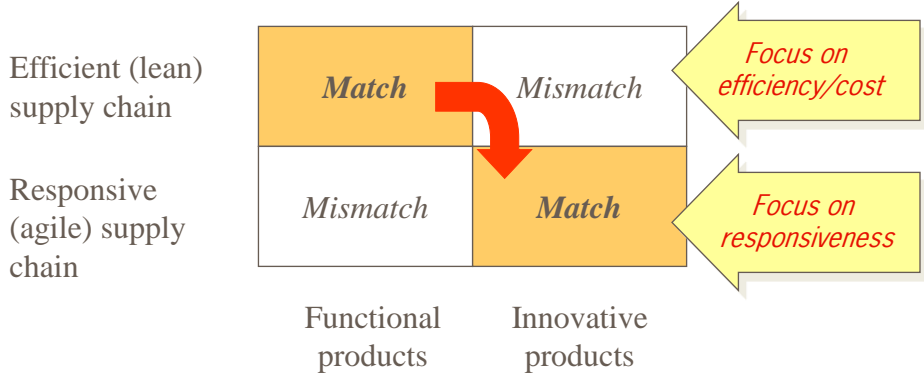 Efficient (lean)
supply chain
Match
Mismatch
Focus on
efficiency/cost
Responsive
(agile) supply
chain
Mismatch
Match
Focus on
responsiveness
Functional
products
Innovative
products